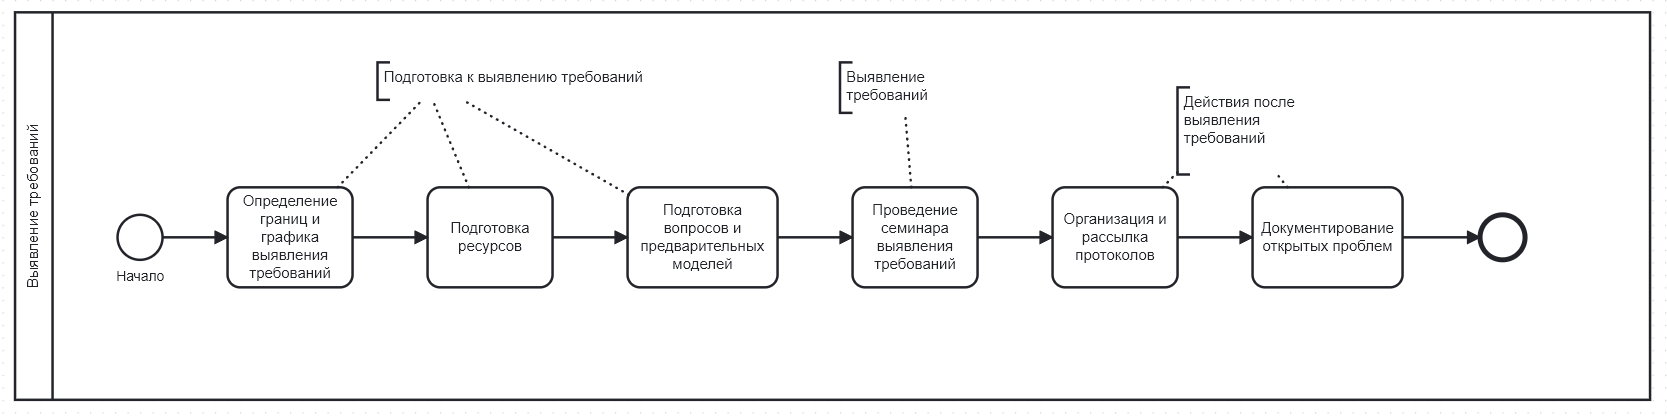 Выявление требований
Подготовка к выявлению требований
Выявление
требований
Действия после
выявления
требований
Начало
Определение
границ и
графика
выявления
требований
Подготовка
ресурсов
Подготовка
вопросов и
предварительных
моделей
Проведение
семинара
выявления
требований
Организация и
рассылка
протоколов
Документирование
открытых проблем